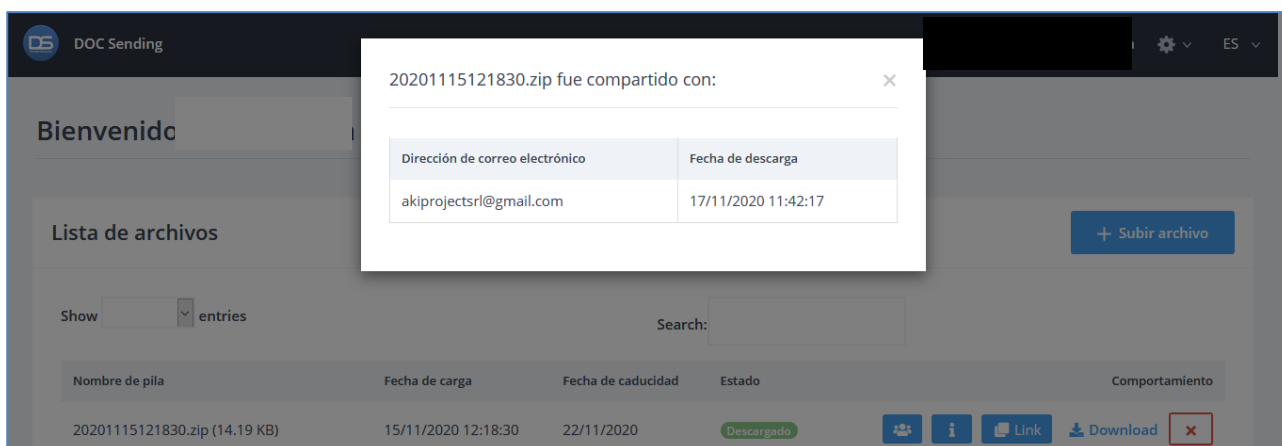 DS DOC Sending
ES
20201115121830.zip fue compartido con:
Bienvenido
Dirección de correo electrónico Fecha de descarga
akiprojectsrl@gmail.com 17/11/2020 11:42:17
Lista de archivos
+ Subir archivo
Show entries
Search:
Nombre de pila Fecha de carga Fecha de caducidad Estado Comportamiento
20201115121830.zip (14.19 KB) 15/11/2020 12:18:30 22/11/2020 Descargado Link Download